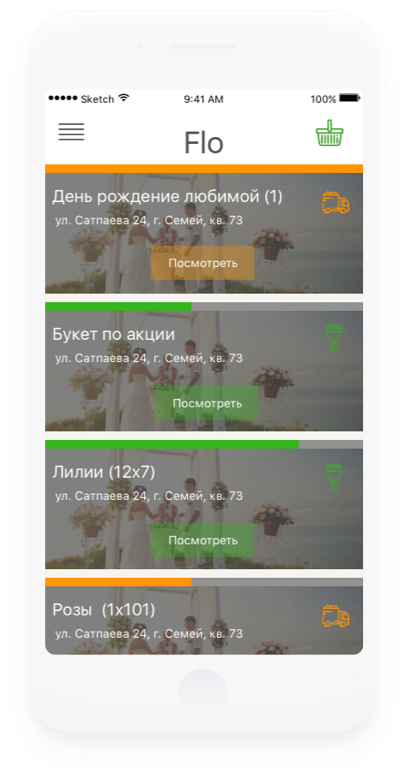 Sketch 9:41 AM 100%
Flo
День рождение любимой (1)
ул. Сатпаева 24, г. Семей, кв. 73
Посмотреть
Букет по акции
ул. Сатпаева 24, г. Семей, кв. 73
Посмотреть
Лилии (12x7)
ул. Сатпаева 24, г. Семей, кв. 73
Посмотреть
Розы (1x101)
ул. Сатпаева 24, г. Семей, кв. 73